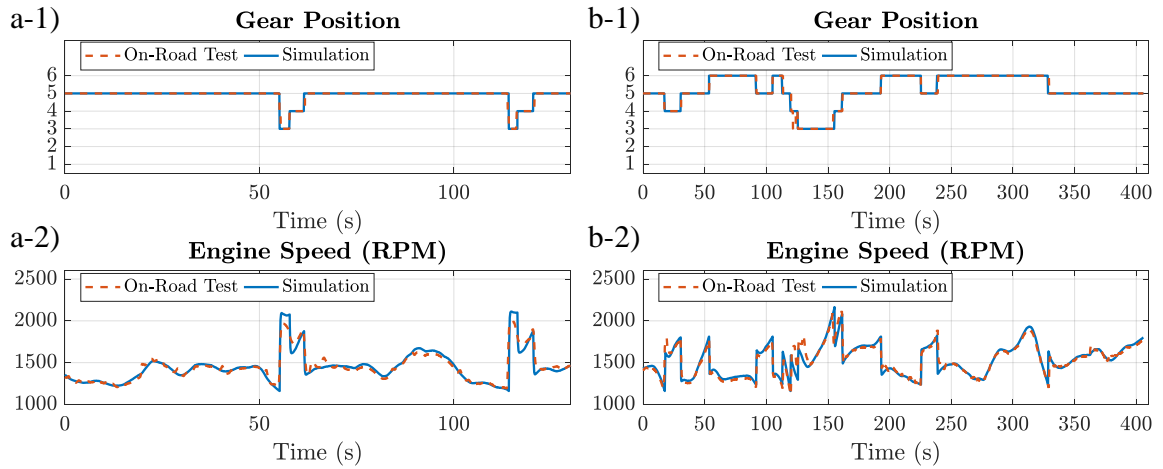 a-1)
Gear Position
On-Road Test
Simulation
6
5
4
3
2
1
0
50
100
Time (s)
b-1)
Gear Position
On-Road Test
Simulation
6
5
4
3
2
1
0
50
100
150
200
250
300
350
400
Time (s)
a-2)
Engine Speed (RPM)
On-Road Test
Simulation
2500
2000
1500
1000
0
50
100
Time (s)
b-2)
Engine Speed (RPM)
On-Road Test
Simulation
2500
2000
1500
1000
0
50
100
150
200
250
300
350
400
Time (s)